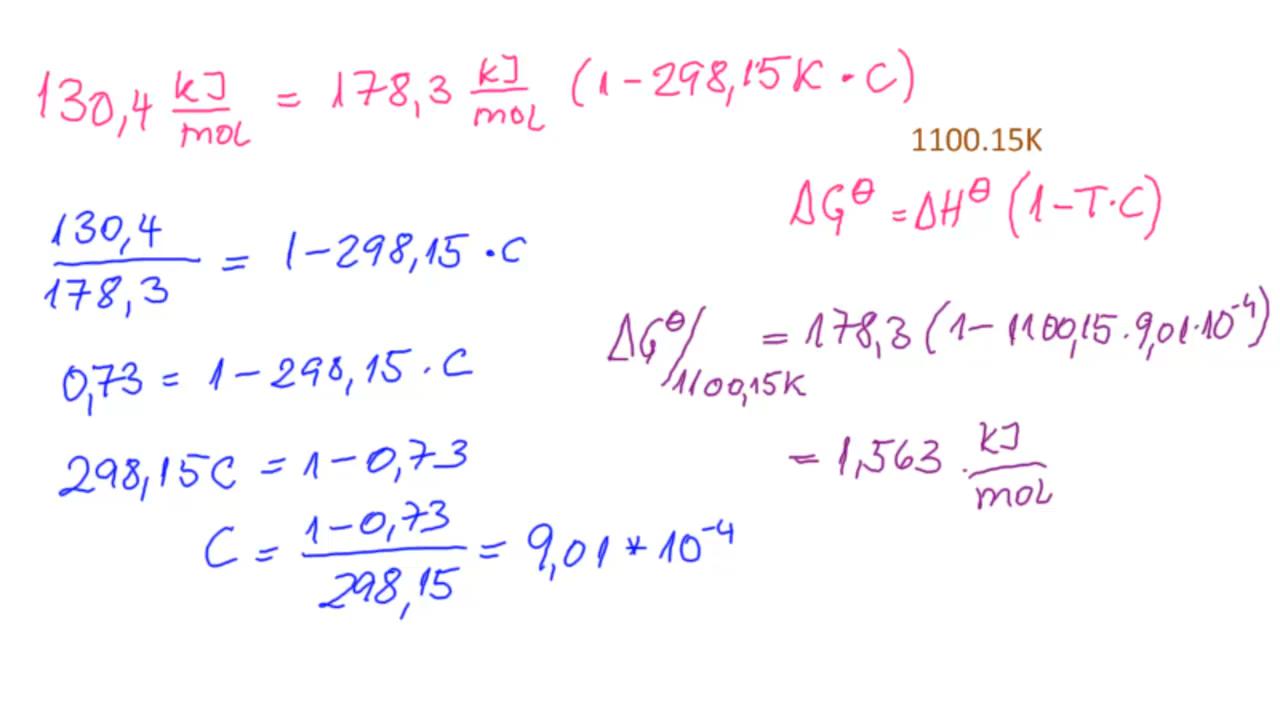 130,4 kJ/mol = 178,3 kJ/mol (1-298,15K · C)
1100.15K
ΔG^θ = ΔH^θ (1-T·C)
130,4/178,3 = 1-298,15 · C
0,73 = 1-298,15 · C
298,15C = 1-0,73
C = (1-0,73)/298,15 = 9,01 * 10^-4
ΔG^θ/1100,15K = 178,3 (1-1100,15·9,01·10^-4)
= 1,563 · kJ/mol